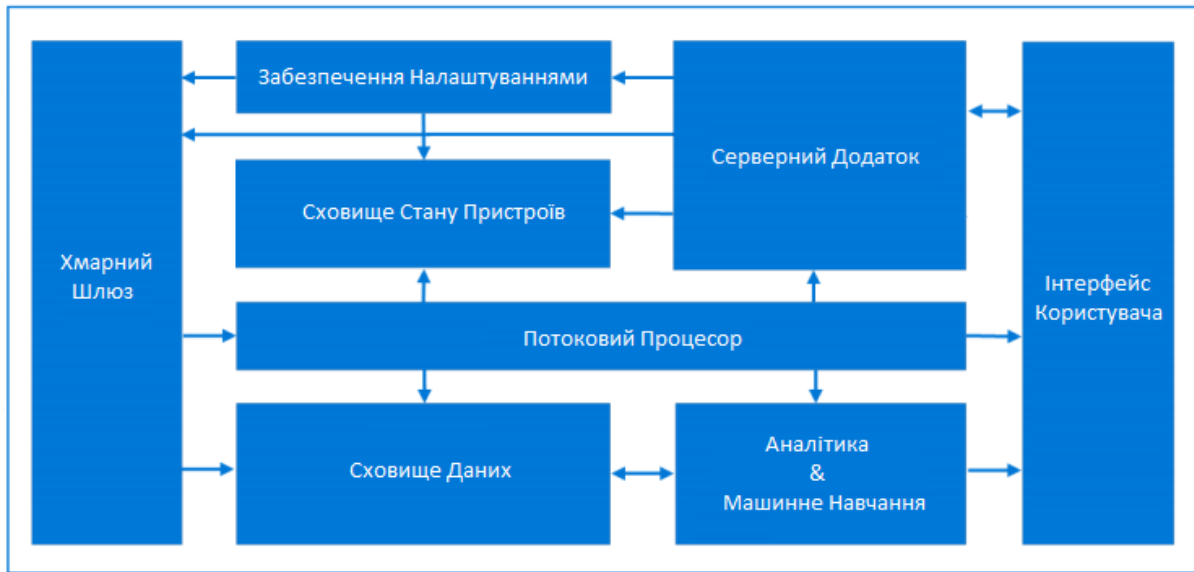 Забезпечення Налаштуваннями
Серверний Додаток
Сховище Стану Пристроїв
Хмарний
Шлюз
Інтерфейс
Користувача
Потоковий Процесор
Сховище Даних
Аналітика
&
Машинне Навчання